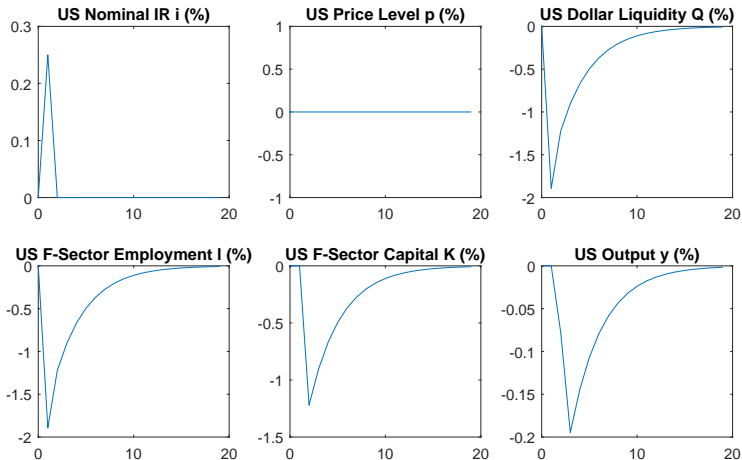 US Nominal IR i (%)
0.3
0.2
0.1
0
0 10 20
US Price Level p (%)
1
0.5
0
-0.5
-1
0 10 20
US Dollar Liquidity Q (%)
0
-0.5
-1
-1.5
-2
0 10 20
US F-Sector Employment l (%)
0
-0.5
-1
-1.5
-2
0 10 20
US F-Sector Capital K (%)
0
-0.5
-1
-1.5
0 10 20
US Output y (%)
0
-0.05
-0.1
-0.15
-0.2
0 10 20